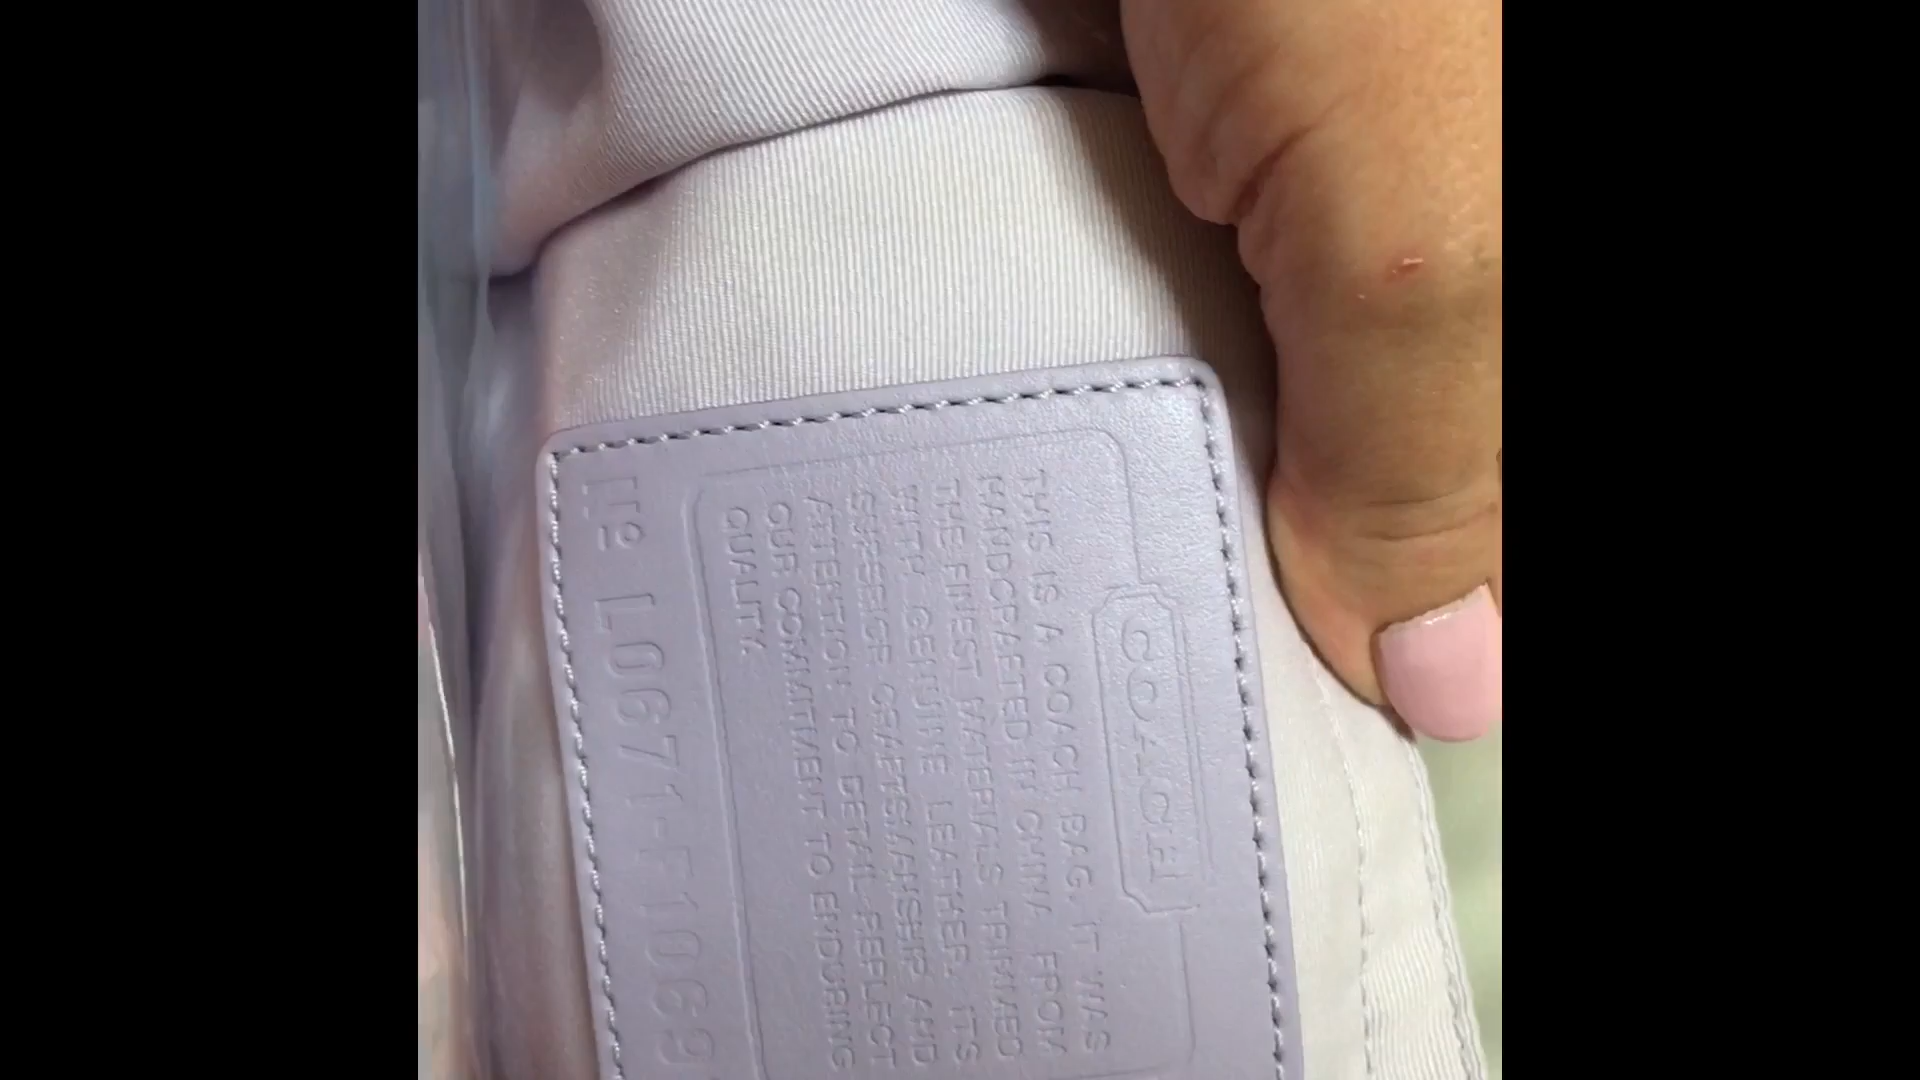 COACH
THIS IS A COACH BAG. IT WAS
HANDCRAFTED IN CHINA FROM
THE FINEST MATERIALS TRIMMED
WITH GENUINE LEATHER. ITS
SUPERIOR CRAFTSMANSHIP AND
ATTENTION TO DETAIL REFLECT
OUR COMMITMENT TO ENDURING
QUALITY.
Nº L0671-F1069